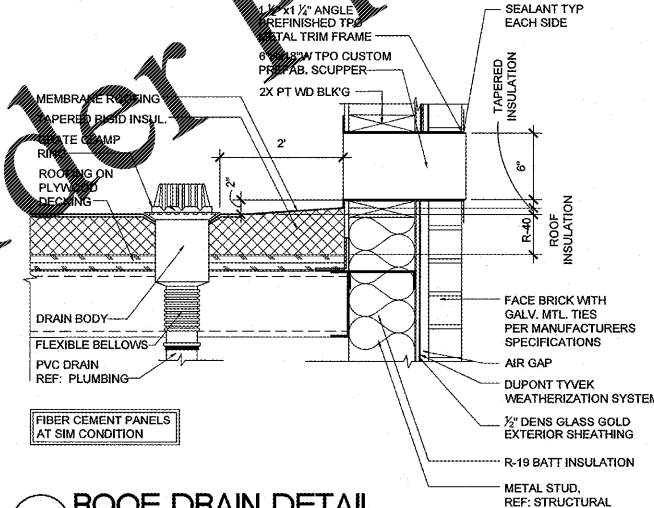 1 ½" x1 ¼" ANGLE
PREFINISHED TPO
METAL TRIM FRAME
6"x18"W TPO CUSTOM
PREFAB. SCUPPER
2X PT WD BLK'G
SEALANT TYP
EACH SIDE
TAPERED
INSULATION
MEMBRANE ROOFING
TAPERED RIGID INSUL.
GRATE CLAMP
RING
ROOFING ON
PLYWOOD
DECKING
2'
2"
6"
R-40
ROOF
INSULATION
DRAIN BODY
FLEXIBLE BELLOWS
PVC DRAIN
REF: PLUMBING
FACE BRICK WITH
GALV. MTL. TIES
PER MANUFACTURERS
SPECIFICATIONS
AIR GAP
DUPONT TYVEK
WEATHERIZATION SYSTEM
½" DENS GLASS GOLD
EXTERIOR SHEATHING
R-19 BATT INSULATION
METAL STUD,
REF: STRUCTURAL
FIBER CEMENT PANELS
AT SIM CONDITION
ROOF DRAIN DETAIL
der